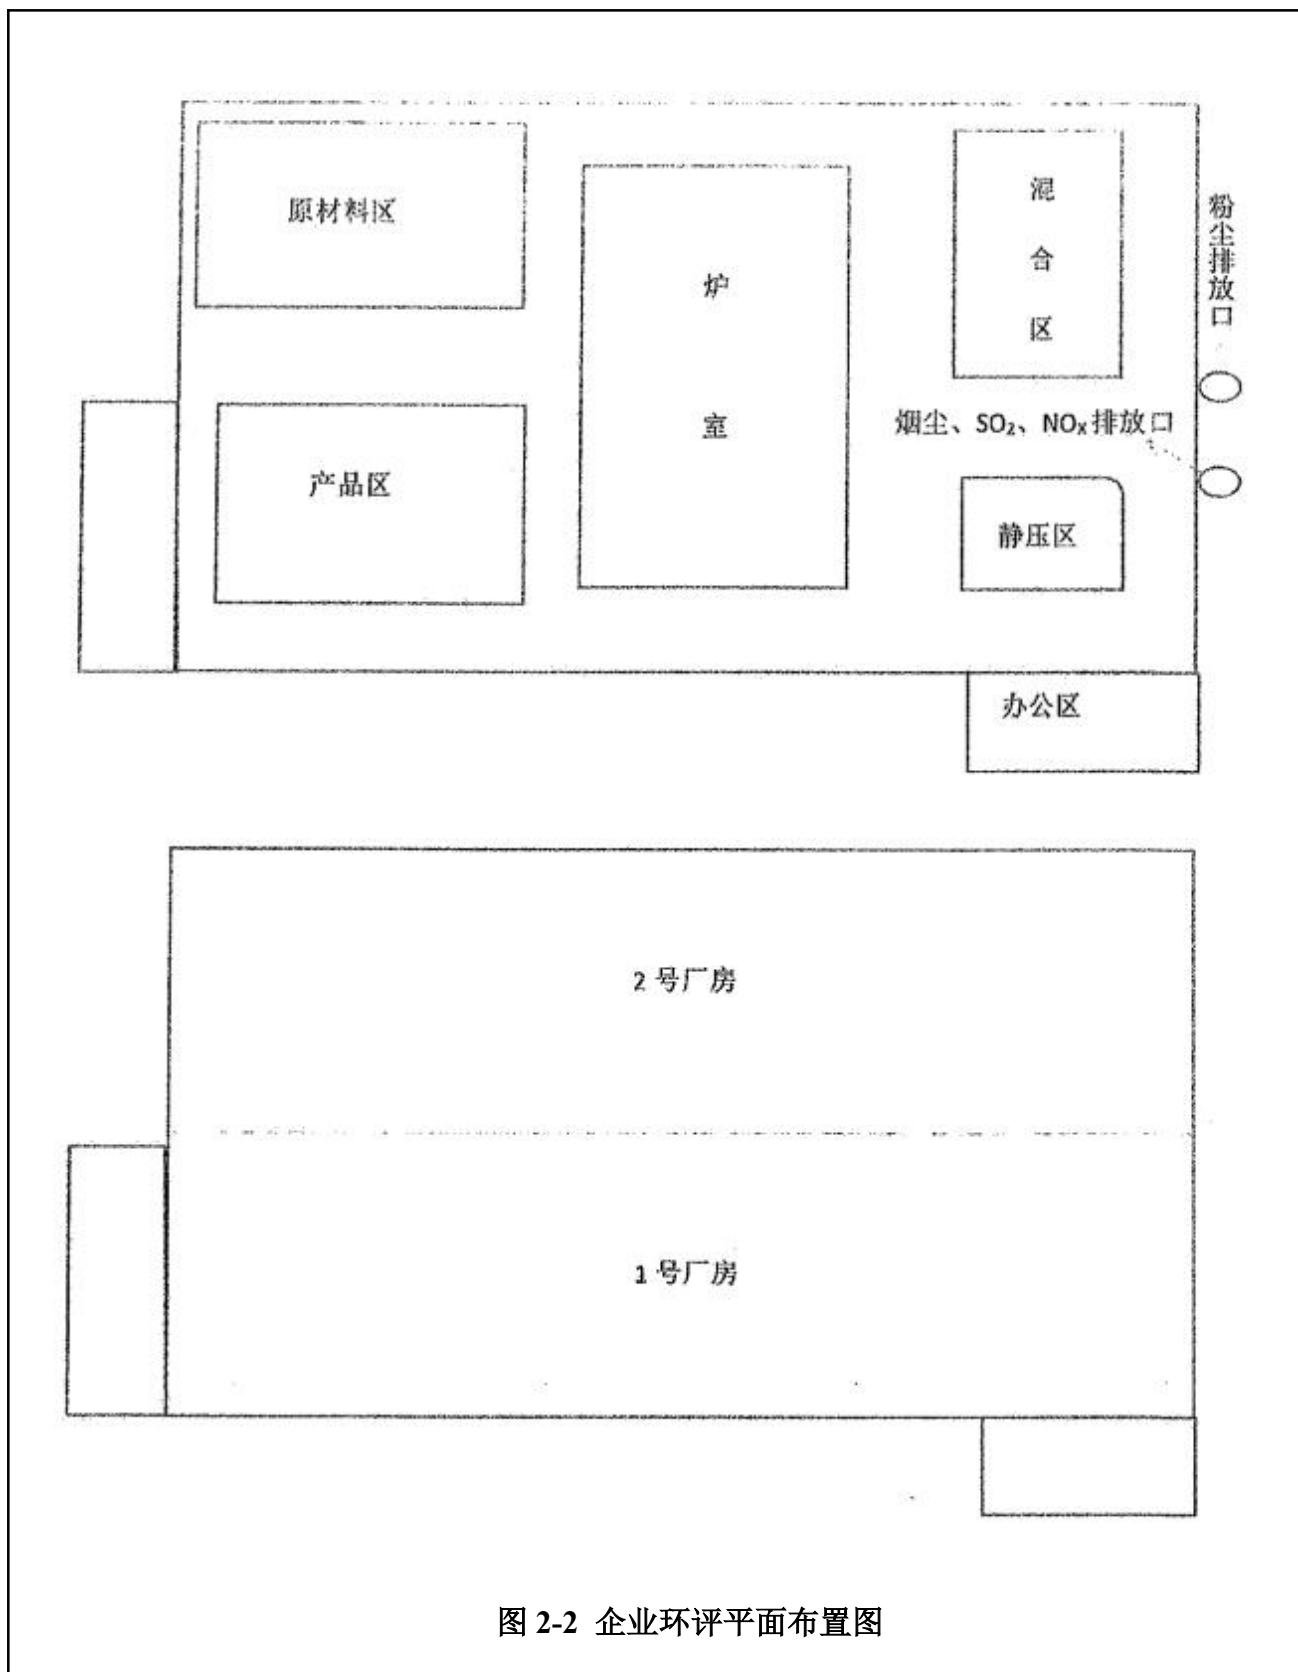 原材料区
炉室
混合区
粉尘排放口
烟尘、SO₂、NOₓ排放口
产品区
静压区
办公区
2 号厂房
1 号厂房
图 2-2 企业环评平面布置图